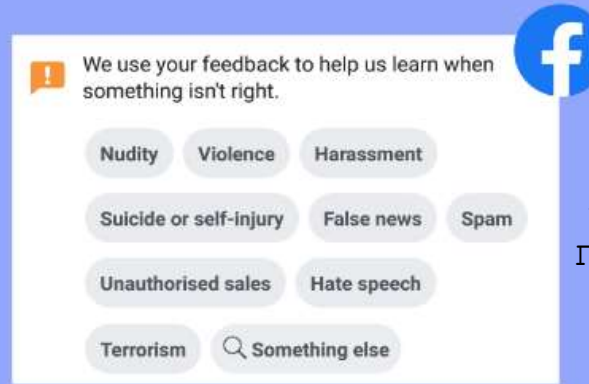 We use your feedback to help us learn when
something isn't right.
Nudity Violence Harassment
Suicide or self-injury False news Spam
Unauthorised sales Hate speech
Terrorism Something else